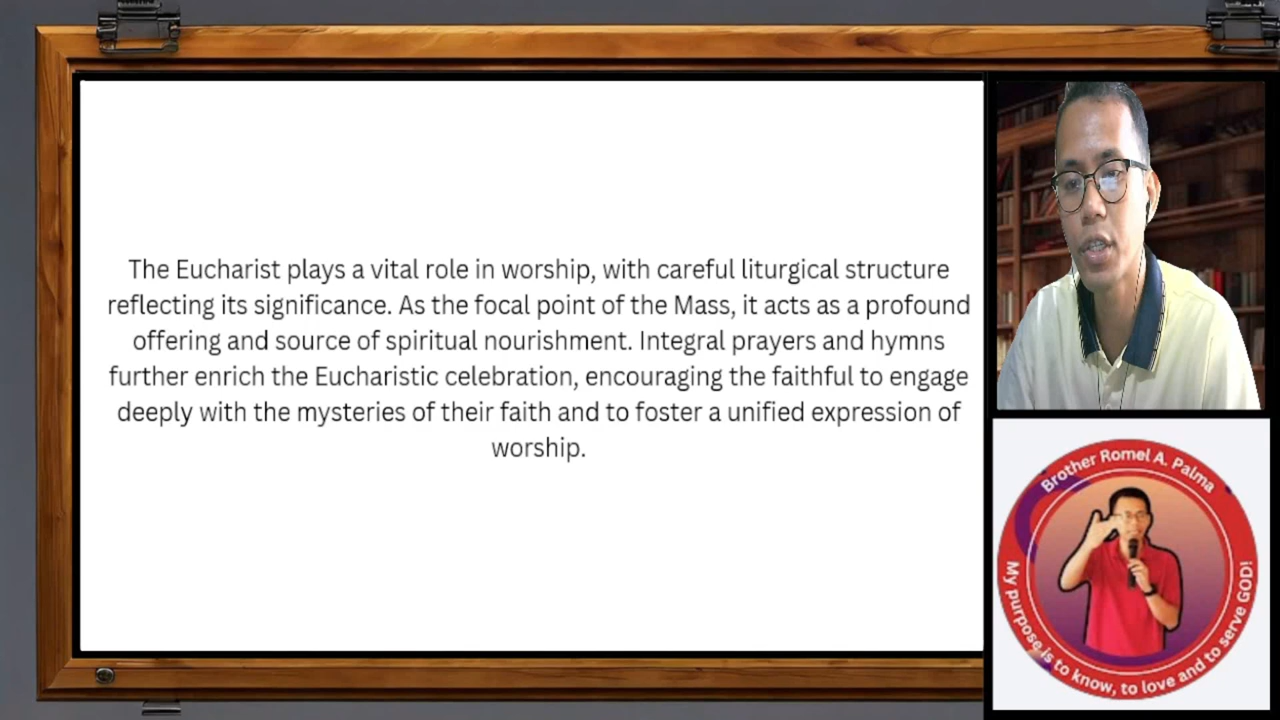 The Eucharist plays a vital role in worship, with careful liturgical structure
reflecting its significance. As the focal point of the Mass, it acts as a profound
offering and source of spiritual nourishment. Integral prayers and hymns
further enrich the Eucharistic celebration, encouraging the faithful to engage
deeply with the mysteries of their faith and to foster a unified expression of
worship.
Brother Romel A. Palma
My purpose is to know, to love and to serve GOD!